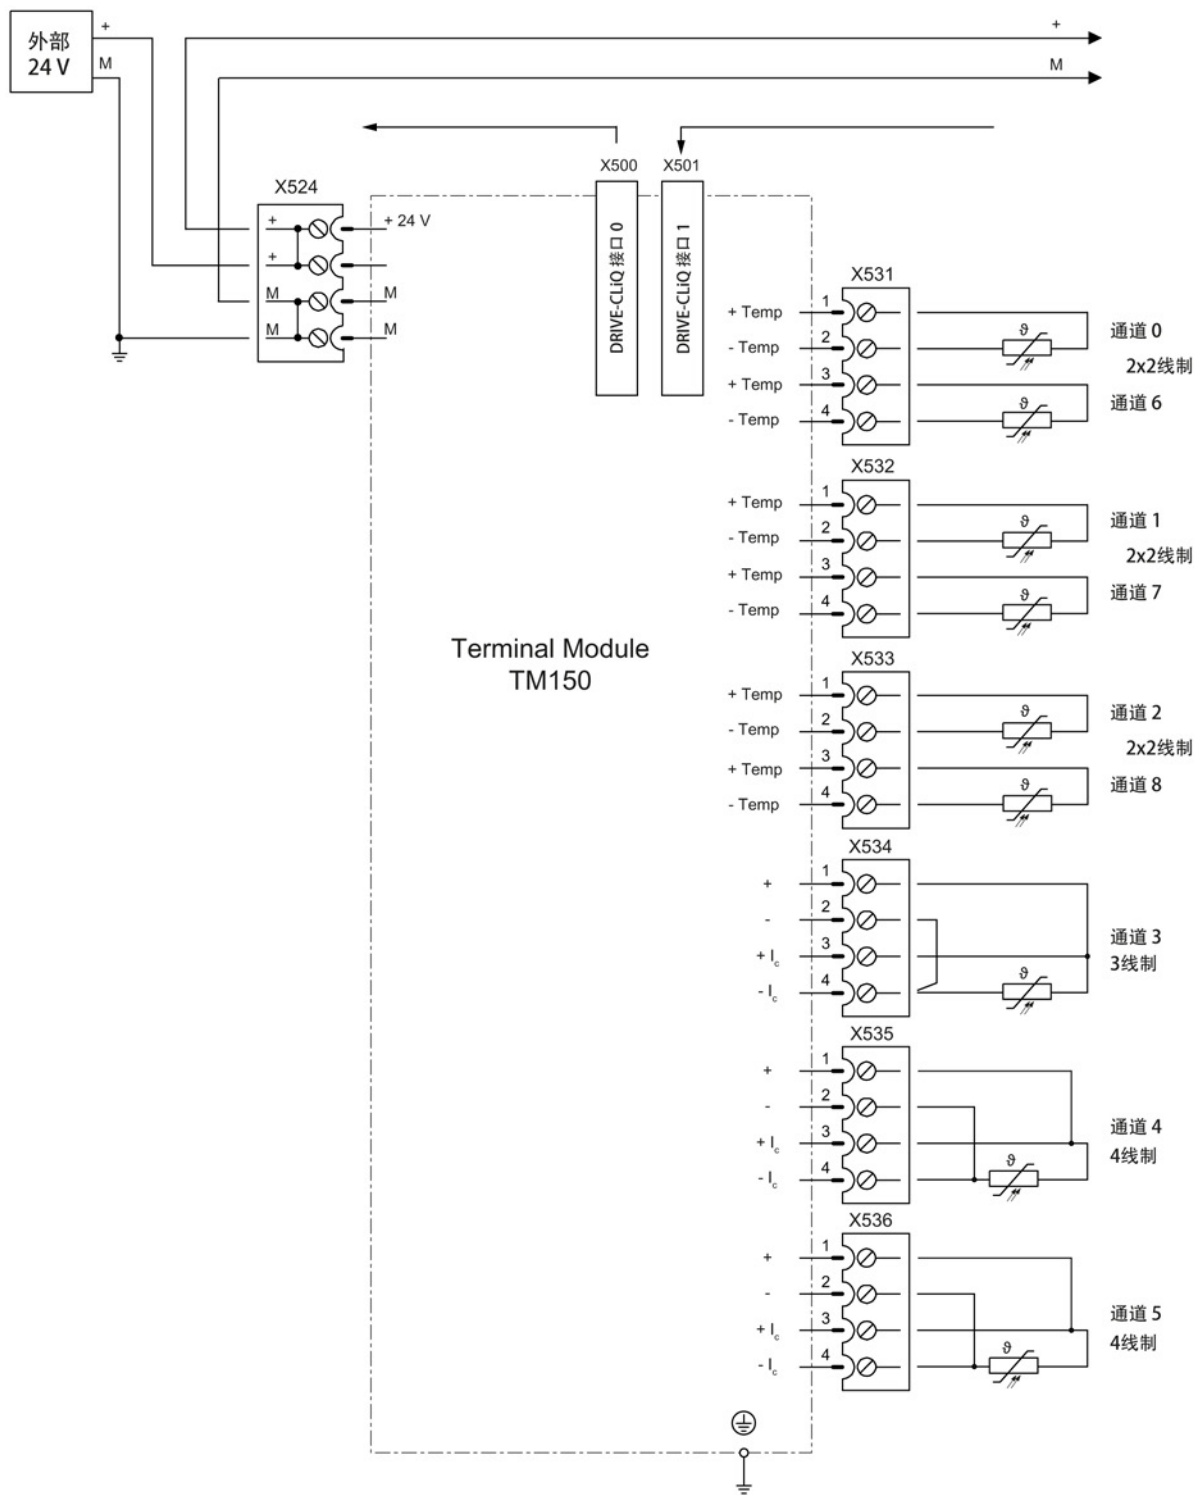 外部
24 V
+
M
+
M
X524
+
+
M
M
+ 24 V
M
M
X500
X501
DRIVE-CLiQ 接口 0
DRIVE-CLiQ 接口 1
Terminal Module
TM150
X531
+ Temp 1
- Temp 2
+ Temp 3
- Temp 4
ϑ
ϑ
通道 0
2x2线制
通道 6
X532
+ Temp 1
- Temp 2
+ Temp 3
- Temp 4
ϑ
ϑ
通道 1
2x2线制
通道 7
X533
+ Temp 1
- Temp 2
+ Temp 3
- Temp 4
ϑ
ϑ
通道 2
2x2线制
通道 8
X534
+ 1
- 2
+ Ic 3
- Ic 4
ϑ
通道 3
3线制
X535
+ 1
- 2
+ Ic 3
- Ic 4
ϑ
通道 4
4线制
X536
+ 1
- 2
+ Ic 3
- Ic 4
ϑ
通道 5
4线制